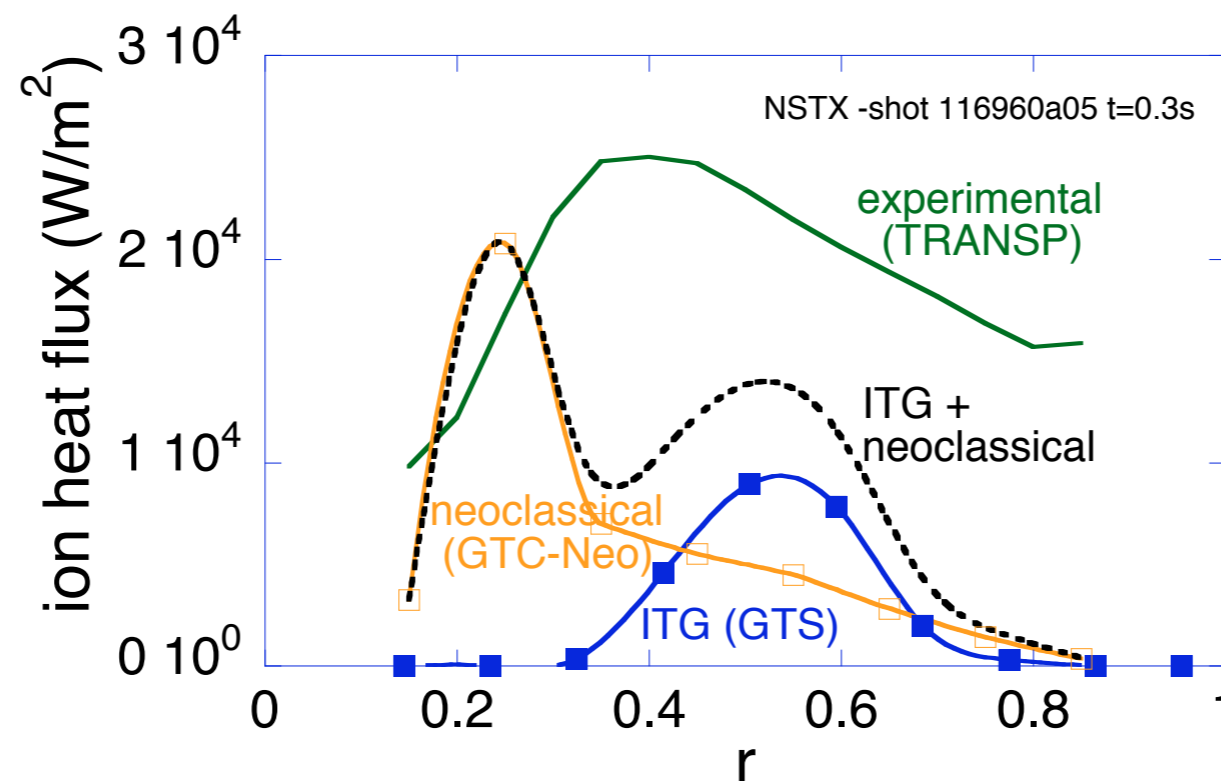 3 10^4
NSTX -shot 116960a05 t=0.3s
experimental
(TRANSP)
2 10^4
ITG +
neoclassical
1 10^4
neoclassical
(GTC-Neo)
ITG (GTS)
0 10^0
ion heat flux (W/m^2)
0 0.2 0.4 0.6 0.8 1
r